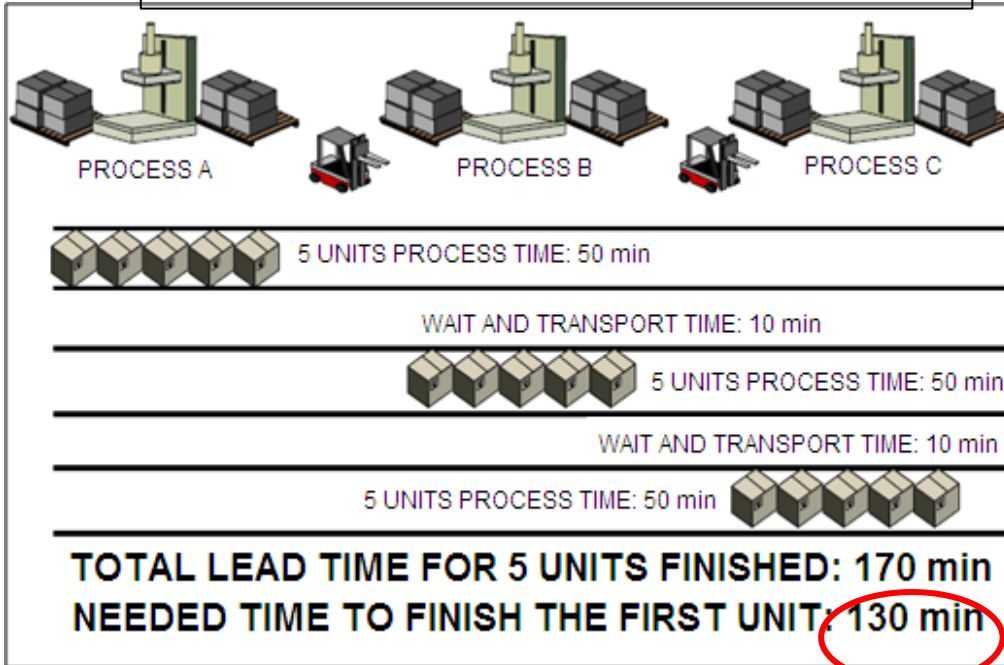 PROCESS A
PROCESS B
PROCESS C
5 UNITS PROCESS TIME: 50 min
WAIT AND TRANSPORT TIME: 10 min
5 UNITS PROCESS TIME: 50 min
WAIT AND TRANSPORT TIME: 10 min
5 UNITS PROCESS TIME: 50 min
TOTAL LEAD TIME FOR 5 UNITS FINISHED: 170 min
NEEDED TIME TO FINISH THE FIRST UNIT: 130 min